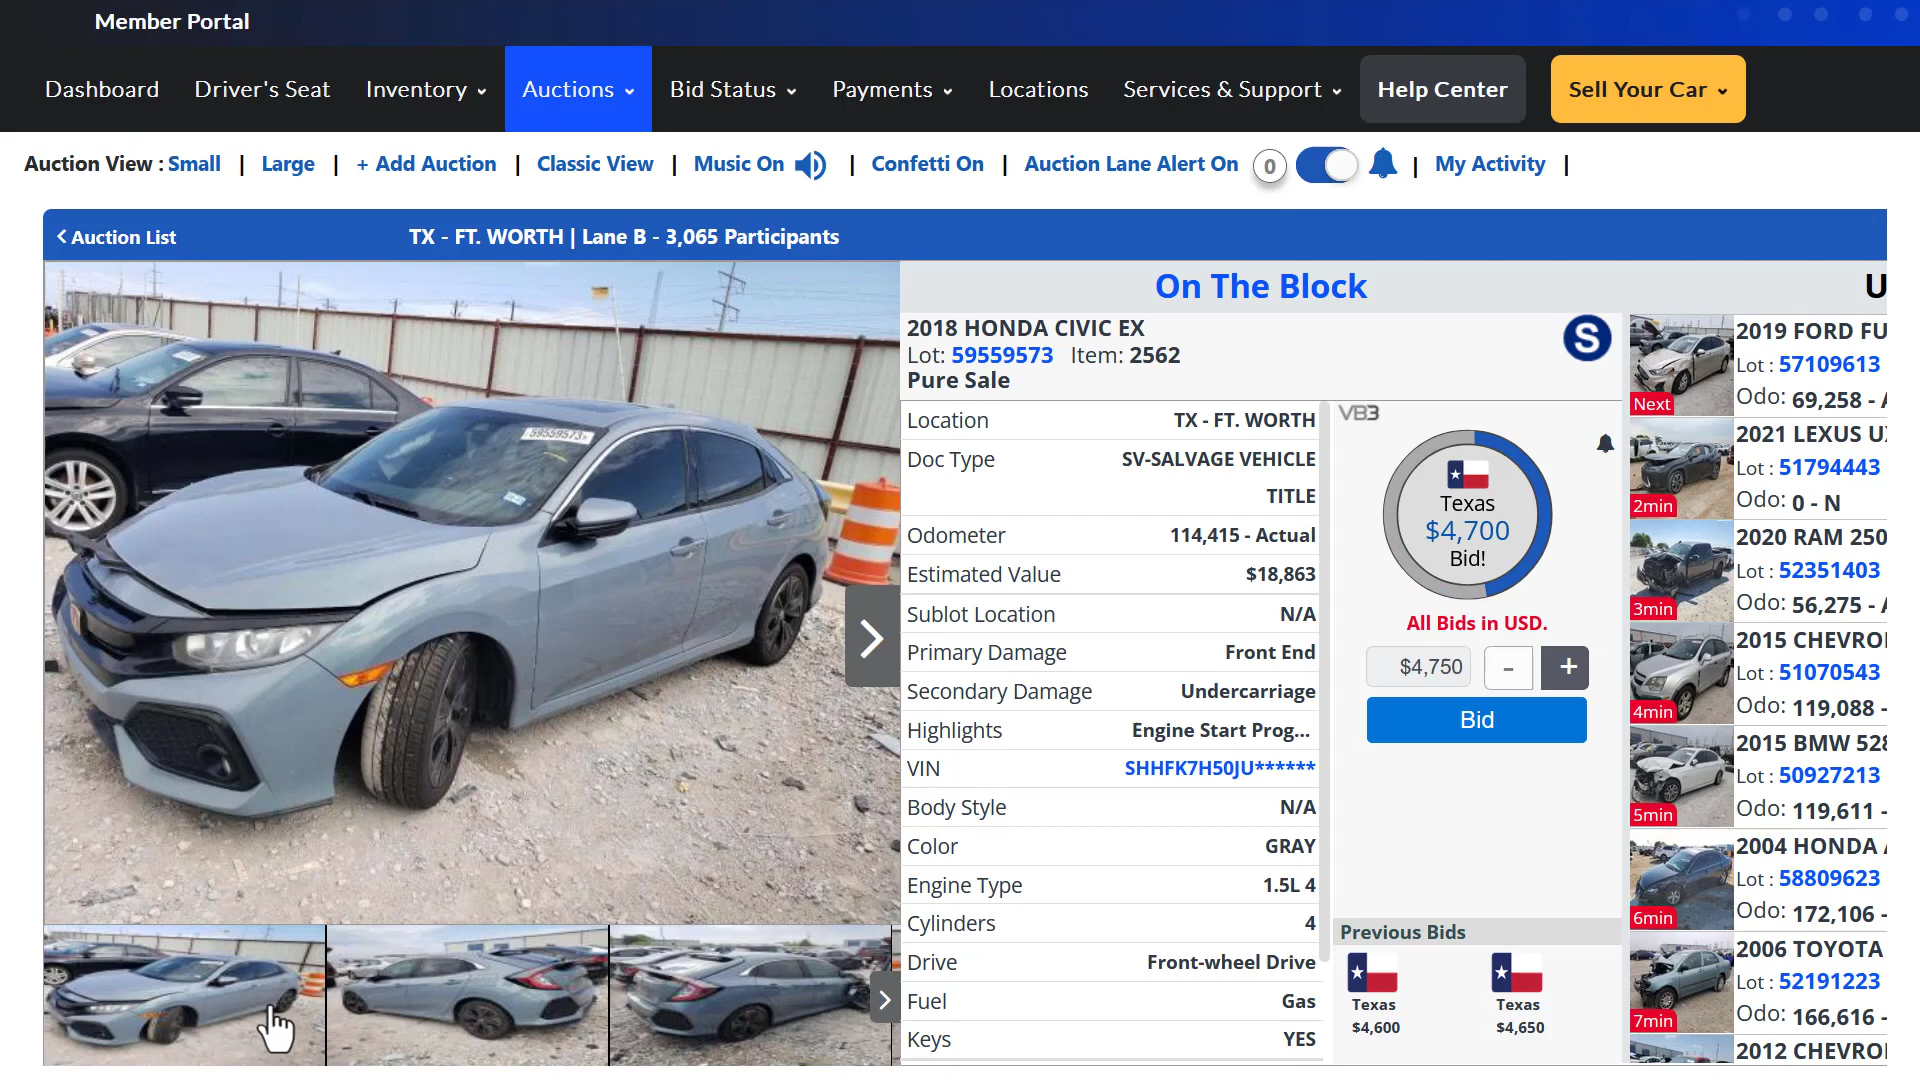 Member Portal
Dashboard Driver's Seat Inventory Auctions Bid Status Payments Locations Services & Support Help Center Sell Your Car
Auction View : Small | Large | + Add Auction | Classic View | Music On | Confetti On | Auction Lane Alert On 0 | My Activity |
Auction List
TX - FT. WORTH | Lane B - 3,065 Participants
59559573
On The Block
2018 HONDA CIVIC EX
Lot: 59559573 Item: 2562
Pure Sale
S
Location TX - FT. WORTH
Doc Type SV-SALVAGE VEHICLE
TITLE
Odometer 114,415 - Actual
Estimated Value $18,863
Sublot Location N/A
Primary Damage Front End
Secondary Damage Undercarriage
Highlights Engine Start Prog...
VIN SHHFK7H50JU******
Body Style N/A
Color GRAY
Engine Type 1.5L 4
Cylinders 4
Drive Front-wheel Drive
Fuel Gas
Keys YES
VB3
Texas
$4,700
Bid!
All Bids in USD.
$4,750 - +
Bid
Previous Bids
Texas
$4,600
Texas
$4,650
U
2019 FORD FU
Lot : 57109613
Odo: 69,258 - A
Next
2021 LEXUS UX
Lot : 51794443
Odo: 0 - N
2min
2020 RAM 250
Lot : 52351403
Odo: 56,275 - A
3min
2015 CHEVROL
Lot : 51070543
Odo: 119,088 -
4min
2015 BMW 528
Lot : 50927213
Odo: 119,611 -
5min
2004 HONDA A
Lot : 58809623
Odo: 172,106 -
6min
2006 TOYOTA
Lot : 52191223
Odo: 166,616 -
7min
2012 CHEVROL